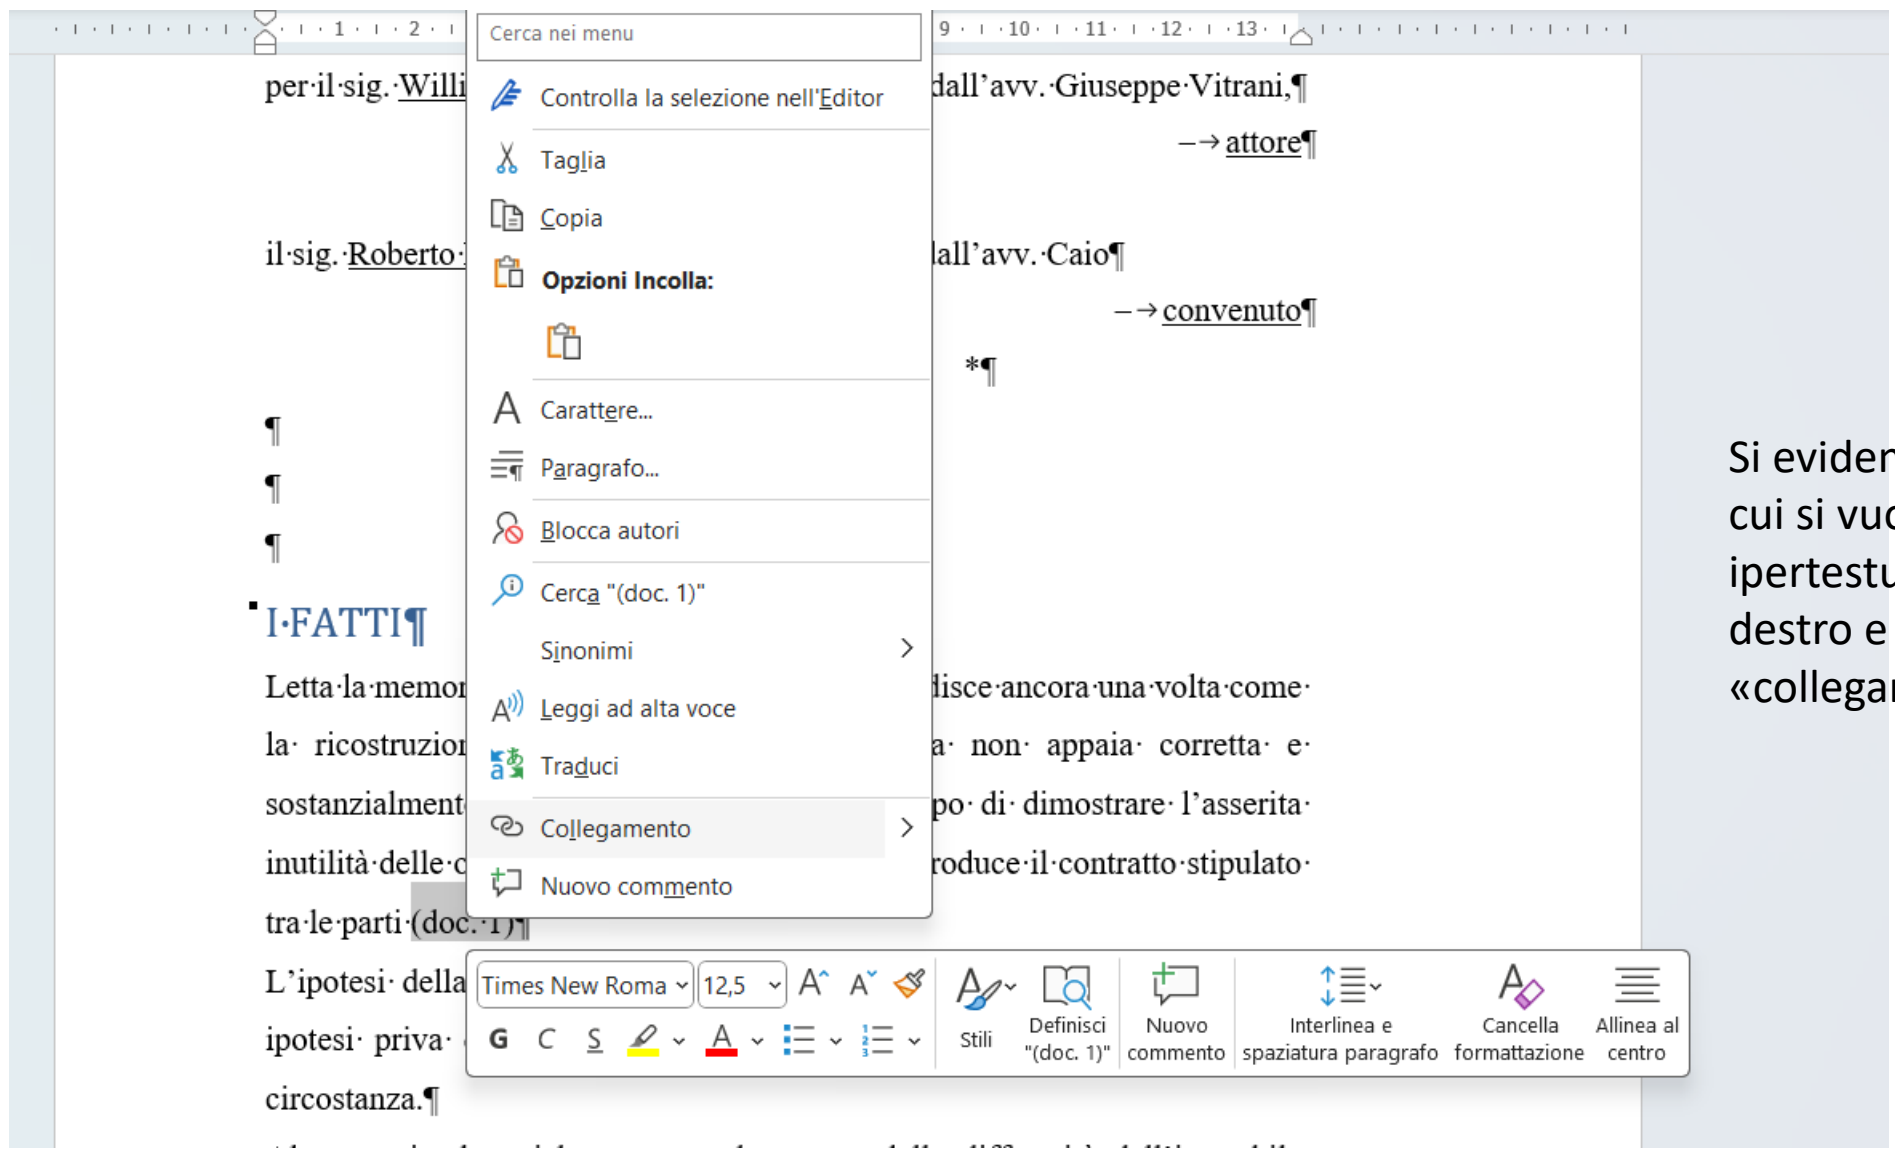 1 2 9 10 11 12 13
per il sig. Willi
dall’avv. Giuseppe Vitrani,¶
→ attore¶
il sig. Roberto
dall’avv. Caio¶
→ convenuto¶
*¶
¶
¶
¶
I FATTI¶
Letta la memor
disce ancora una volta come
la ricostruzion
a non appaia corretta e
sostanzialment
po di dimostrare l’asserita
inutilità delle
roduce il contratto stipulato
tra le parti (doc. 1)¶
L’ipotesi della
ipotesi priva
circostanza.¶
Cerca nei menu
Controlla la selezione nell'Editor
Taglia
Copia
Opzioni Incolla:
Carattere...
Paragrafo...
Blocca autori
Cerca "(doc. 1)"
Sinonimi
Leggi ad alta voce
Traduci
Collegamento
Nuovo commento
Times New Roma 12,5
G C S
Stili
Definisci
"(doc. 1)"
Nuovo
commento
Interlinea e
spaziatura paragrafo
Cancella
formattazione
Allinea al
centro
Si eviden
cui si vuo
ipertestu
destro e
«collegar